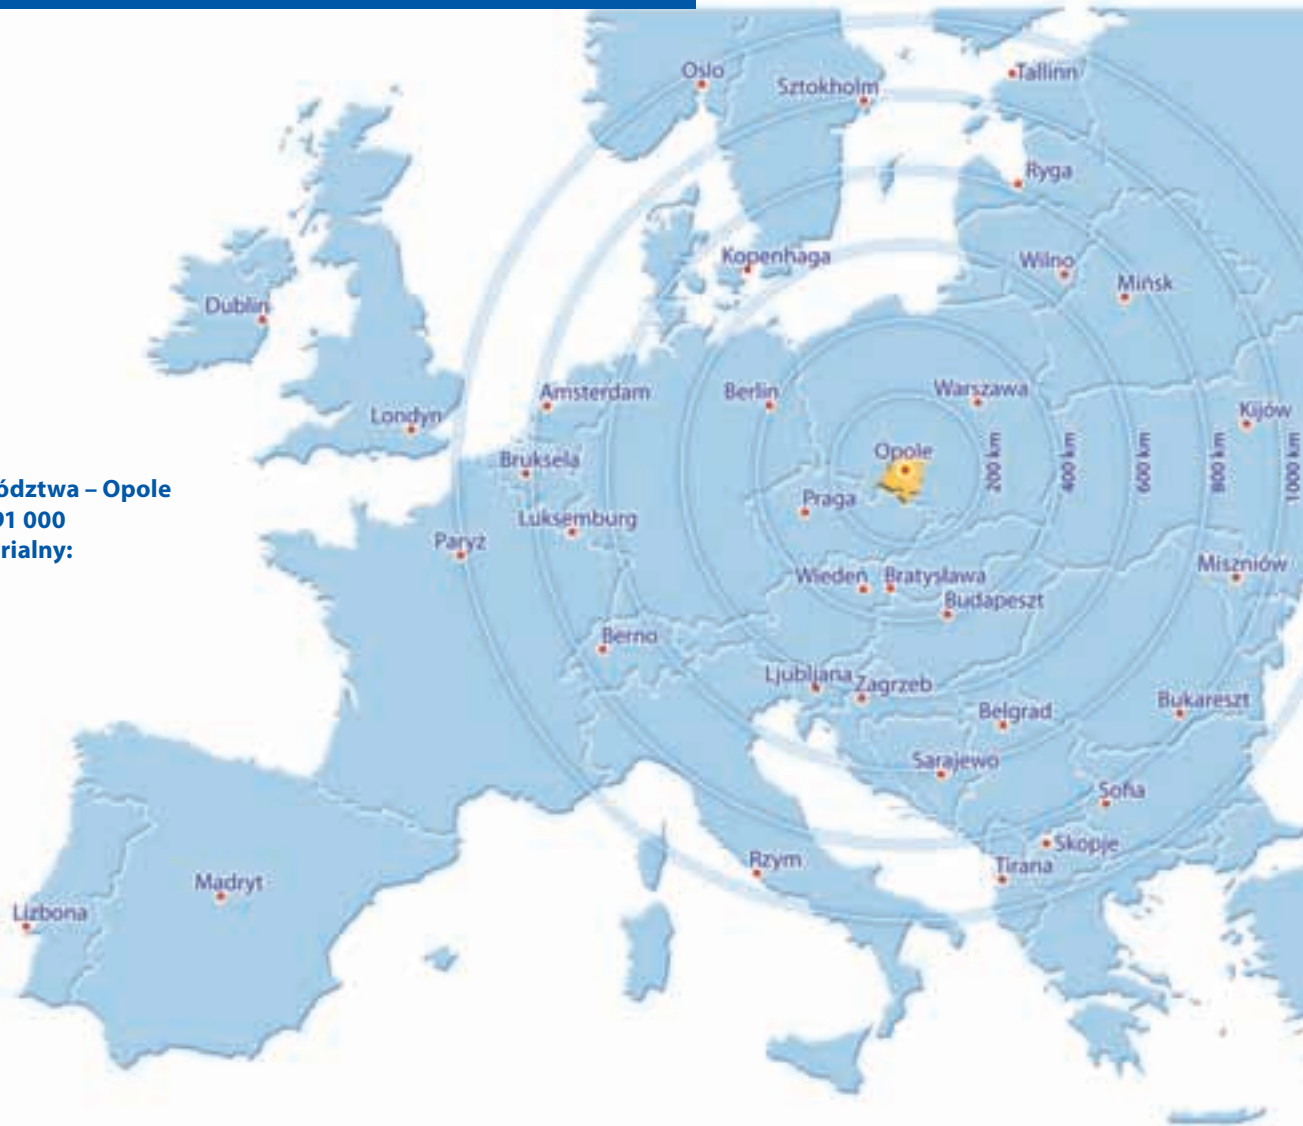 Oslo
Sztokholm
Tallinn
Ryga
Kopenhaga
Wilno
Mińsk
Dublin
Amsterdam
Berlin
Warszawa
Londyn
Kijów
Opole
Bruksela
200 km
400 km
600 km
800 km
1000 km
ództwa – Opole
91 000
rialny:
Praga
Luksemburg
Paryż
Wiedeń
Bratysława
Miszniów
Budapeszt
Berno
Ljubljana
Zagrzeb
Belgrad
Bukareszt
Sarajewo
Sofia
Skopje
Rzym
Tirana
Madryt
Lizbona